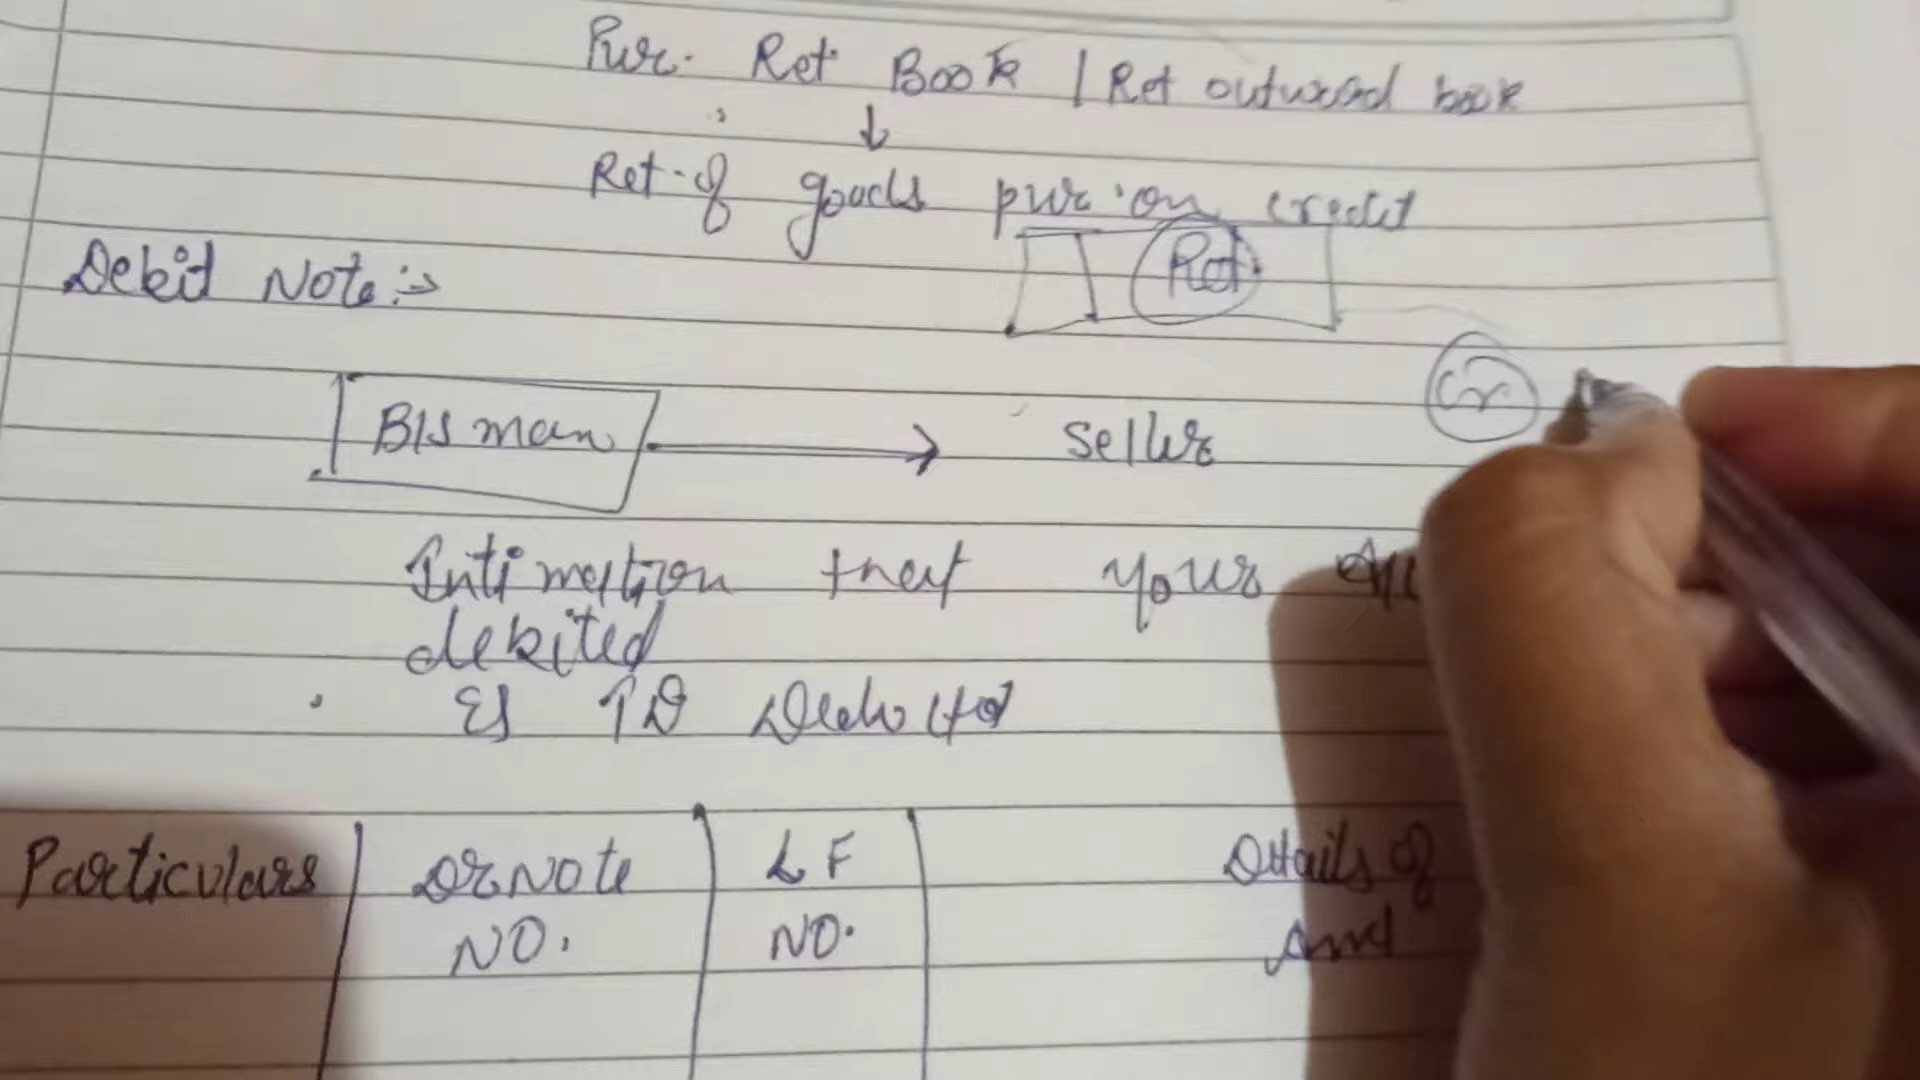 Pur. Ret Book / Ret outward book
↓
Ret. of goods pur. on credit
Ret.
Debit Note :->
Cr.
B/S man → Seller
Intimation that your A/c
debited
Particulars | Dr Note No. | LF No. | Details of Amt